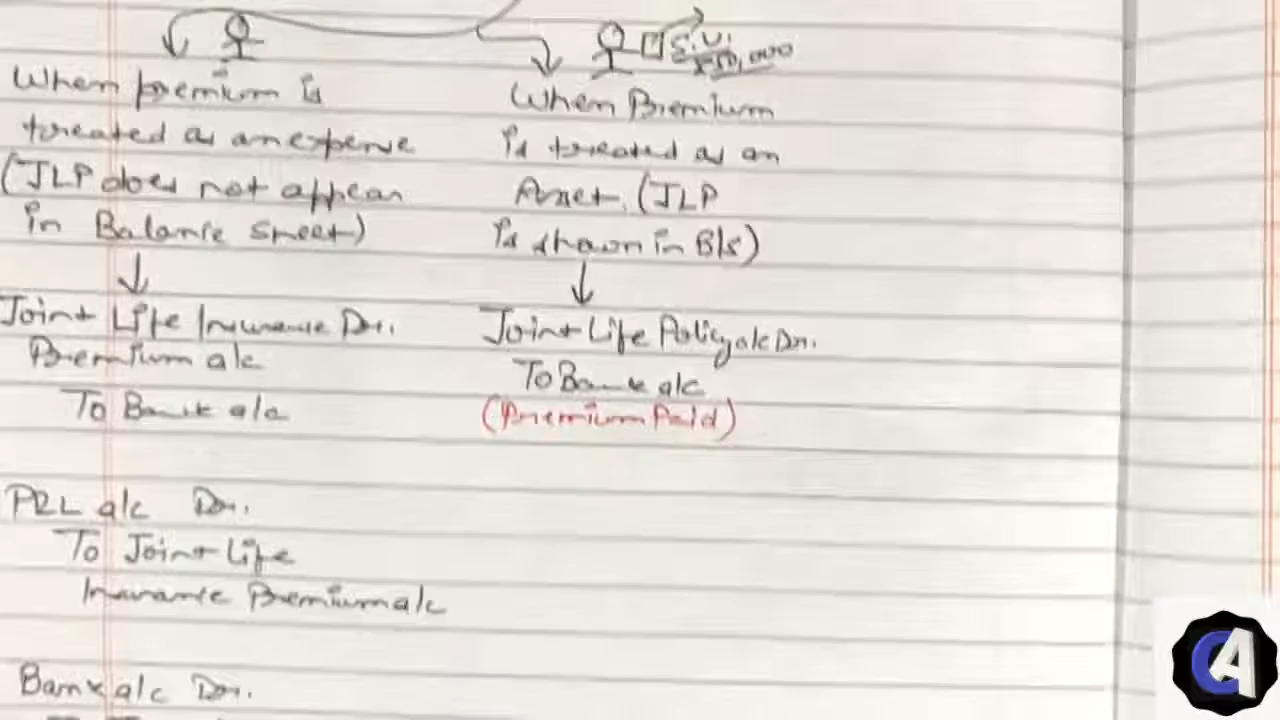 S.V.
When premium is
treated as an expense
(JLP does not appear
in Balance sheet)
Joint Life Insurance Dr.
Premium a/c
To Bank a/c
P&L a/c Dr.
To Joint Life
Insurance Premium a/c
Bank a/c Dr.
When Premium
is treated as an
Asset. (JLP
is shown in B/s)
Joint Life Policy a/c Dr.
To Bank a/c
(Premium Paid)
CA